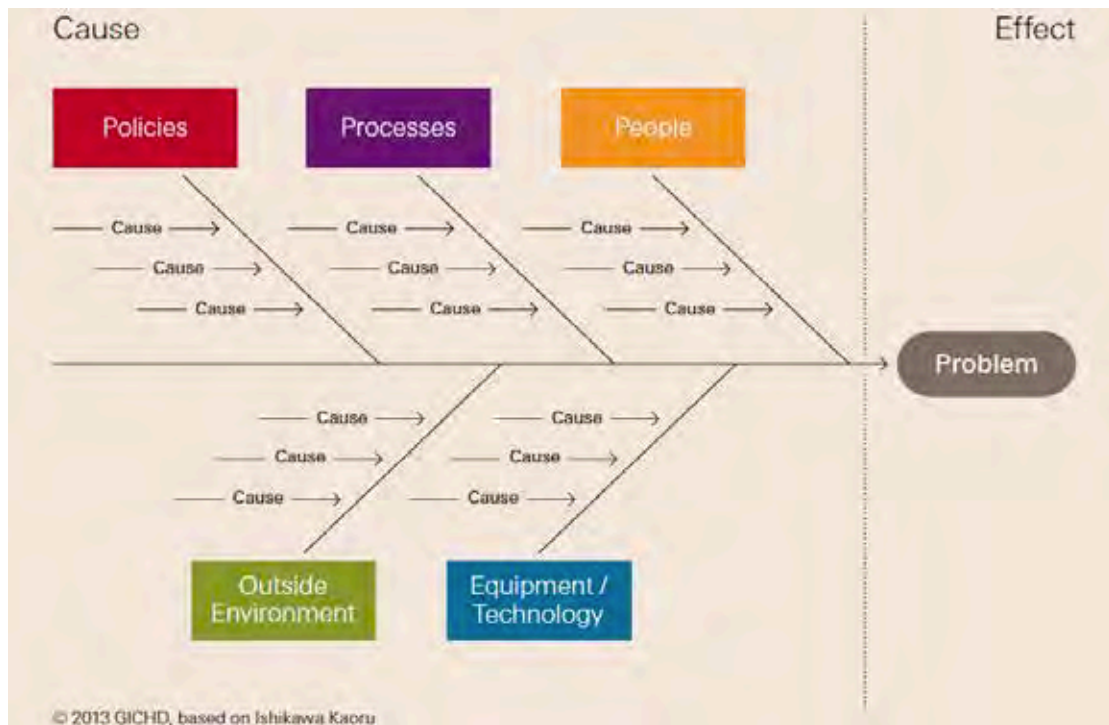 Cause
Effect
Policies
Processes
People
Cause
Cause
Cause
Cause
Cause
Cause
Cause
Cause
Cause
Problem
Cause
Cause
Cause
Cause
Cause
Cause
Outside
Environment
Equipment /
Technology
© 2013 GICHD, based on Ishikawa Kaoru